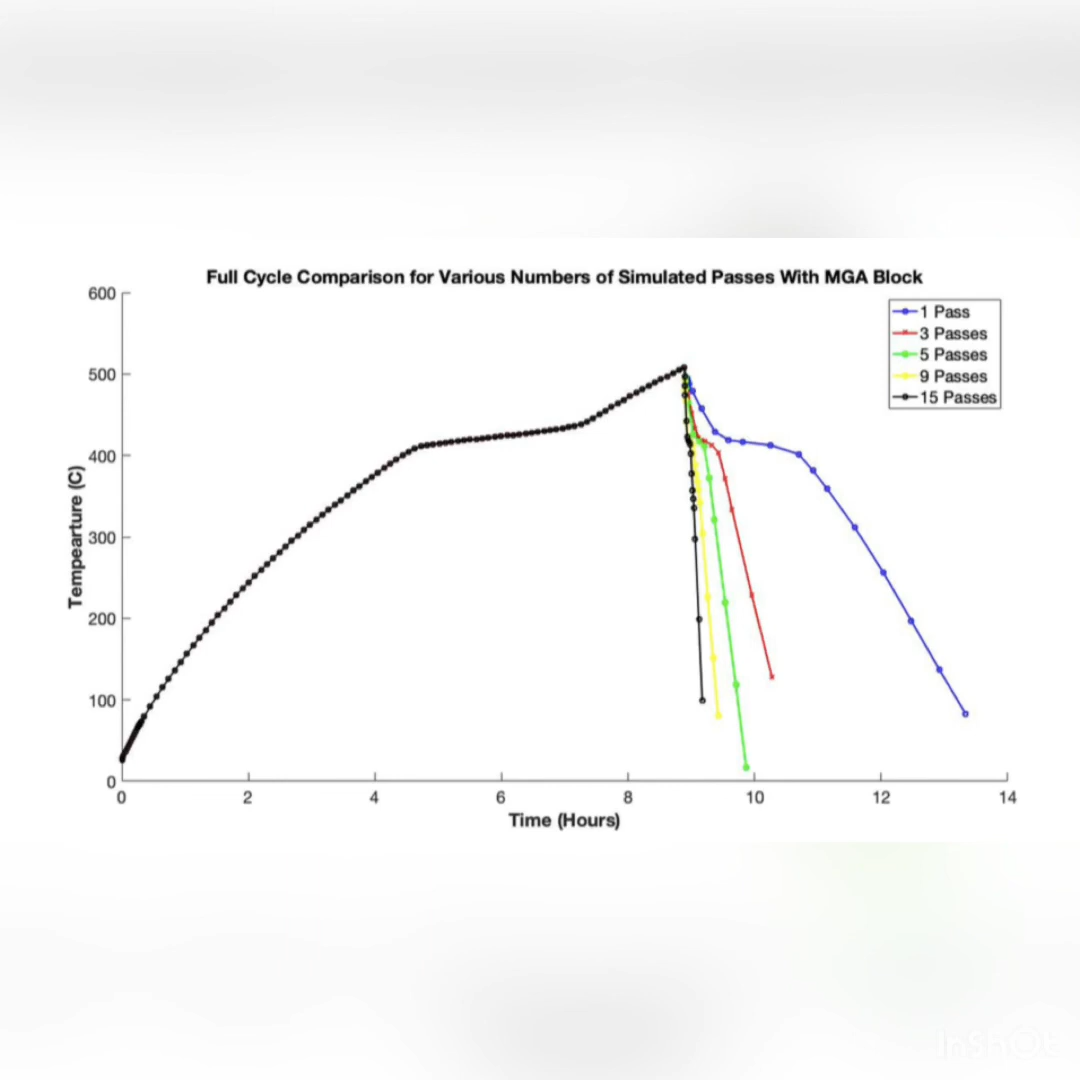 Full Cycle Comparison for Various Numbers of Simulated Passes With MGA Block
600
500
400
300
200
100
0
Tempearture (C)
1 Pass
3 Passes
5 Passes
9 Passes
15 Passes
0 2 4 6 8 10 12 14
Time (Hours)
InShOt